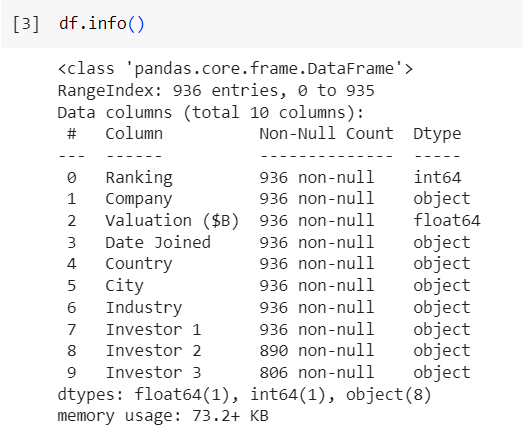 [3] df.info()
<class 'pandas.core.frame.DataFrame'>
RangeIndex: 936 entries, 0 to 935
Data columns (total 10 columns):
 #   Column          Non-Null Count  Dtype
---  ------          --------------  -----
 0   Ranking         936 non-null    int64
 1   Company         936 non-null    object
 2   Valuation ($B)  936 non-null    float64
 3   Date Joined     936 non-null    object
 4   Country         936 non-null    object
 5   City            936 non-null    object
 6   Industry        936 non-null    object
 7   Investor 1      936 non-null    object
 8   Investor 2      890 non-null    object
 9   Investor 3      806 non-null    object
dtypes: float64(1), int64(1), object(8)
memory usage: 73.2+ KB